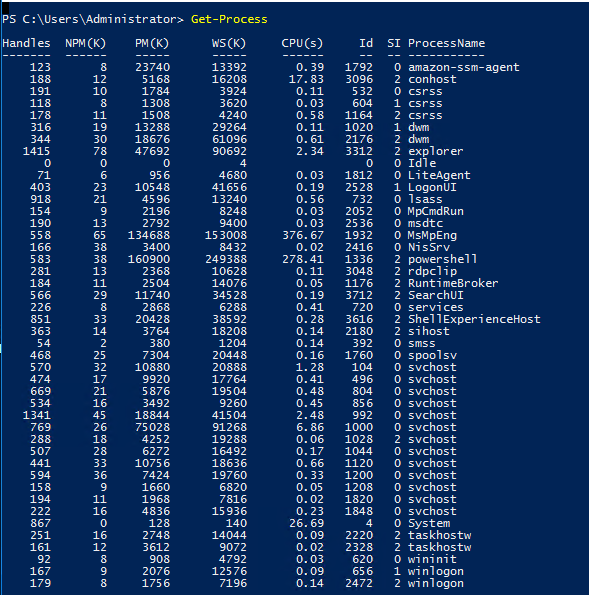 PS C:\Users\Administrator> Get-Process
Handles NPM(K) PM(K) WS(K) CPU(s) Id SI ProcessName
------- ------ ----- ----- ------ -- -- -----------
123 8 23740 13392 0.39 1792 0 amazon-ssm-agent
188 12 5168 16208 17.83 3096 2 conhost
191 10 1784 3924 0.11 532 0 csrss
118 8 1308 3620 0.03 604 1 csrss
178 11 1508 4240 0.58 1164 2 csrss
316 19 13288 29264 0.11 1020 1 dwm
344 30 18676 61096 0.61 2176 2 dwm
1415 78 47692 90692 2.34 3312 2 explorer
0 0 0 4 0 0 Idle
71 6 956 4680 0.03 1812 0 LiteAgent
403 23 10548 41656 0.19 2528 1 LogonUI
918 21 4596 13240 0.56 732 0 lsass
154 9 2196 8248 0.03 2052 0 MpCmdRun
190 13 2792 9400 0.03 2536 0 msdtc
558 65 134688 153008 376.67 1932 0 MsMpEng
166 38 3400 8432 0.02 2416 0 NisSrv
583 38 160900 249388 278.41 1336 2 powershell
281 13 2368 10628 0.11 3048 2 rdpclip
184 11 2504 14076 0.05 1176 2 RuntimeBroker
566 29 11740 34528 0.19 3712 2 SearchUI
226 8 2868 6288 0.41 720 0 services
851 33 20428 38592 0.28 3616 2 ShellExperienceHost
363 14 3764 18208 0.14 2180 2 sihost
54 2 380 1204 0.14 392 0 smss
468 25 7304 20448 0.16 1760 0 spoolsv
570 32 10880 20888 1.28 104 0 svchost
474 17 9920 17764 0.41 496 0 svchost
669 21 5876 19504 0.48 804 0 svchost
534 16 3492 9260 0.45 856 0 svchost
1341 45 18844 41504 2.48 992 0 svchost
769 26 75028 91268 6.86 1000 0 svchost
288 18 4252 19288 0.06 1028 2 svchost
507 28 6272 16492 0.17 1044 0 svchost
441 33 10756 18636 0.66 1120 0 svchost
594 36 7424 19760 0.33 1200 0 svchost
158 9 1660 6820 0.05 1208 0 svchost
194 11 1968 7816 0.02 1820 0 svchost
222 16 4836 15936 0.23 1848 0 svchost
867 0 128 140 26.69 4 0 System
251 16 2748 14044 0.09 2220 2 taskhostw
161 12 3612 9072 0.02 2328 2 taskhostw
92 8 908 4792 0.03 620 0 wininit
167 9 2076 12576 0.09 656 1 winlogon
179 8 1756 7196 0.14 2472 2 winlogon